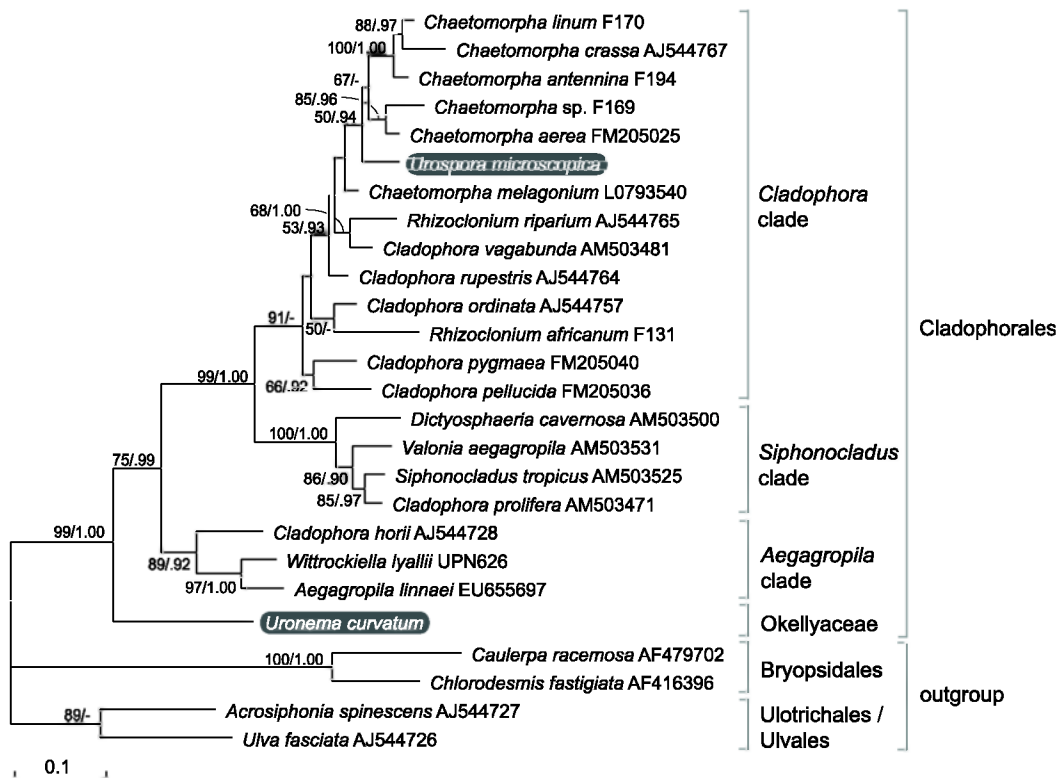 88/.97
Chaetomorpha linum F170
Chaetomorpha crassa AJ544767
100/1.00
Chaetomorpha antennina F194
67/-
85/.96
Chaetomorpha sp. F169
50/.94
Chaetomorpha aerea FM205025
Urospora microscopica
Chaetomorpha melagonium L0793540
Cladophora
clade
68/1.00
Rhizoclonium riparium AJ544765
53/.93
Cladophora vagabunda AM503481
Cladophora rupestris AJ544764
Cladophora ordinata AJ544757
91/-
50/-
Rhizoclonium africanum F131
Cladophorales
Cladophora pygmaea FM205040
99/1.00
66/.92
Cladophora pellucida FM205036
Dictyosphaeria cavernosa AM503500
100/1.00
Valonia aegagropila AM503531
Siphonocladus
clade
75/.99
86/.90
Siphonocladus tropicus AM503525
85/.97
Cladophora prolifera AM503471
99/1.00
Cladophora horii AJ544728
89/.92
Wittrockiella lyallii UPN626
Aegagropila
clade
97/1.00
Aegagropila linnaei EU655697
Uronema curvatum
Okellyaceae
100/1.00
Caulerpa racemosa AF479702
Bryopsidales
Chlorodesmis fastigiata AF416396
outgroup
89/-
Acrosiphonia spinescens AJ544727
Ulotrichales /
Ulvales
Ulva fasciata AJ544726
0.1